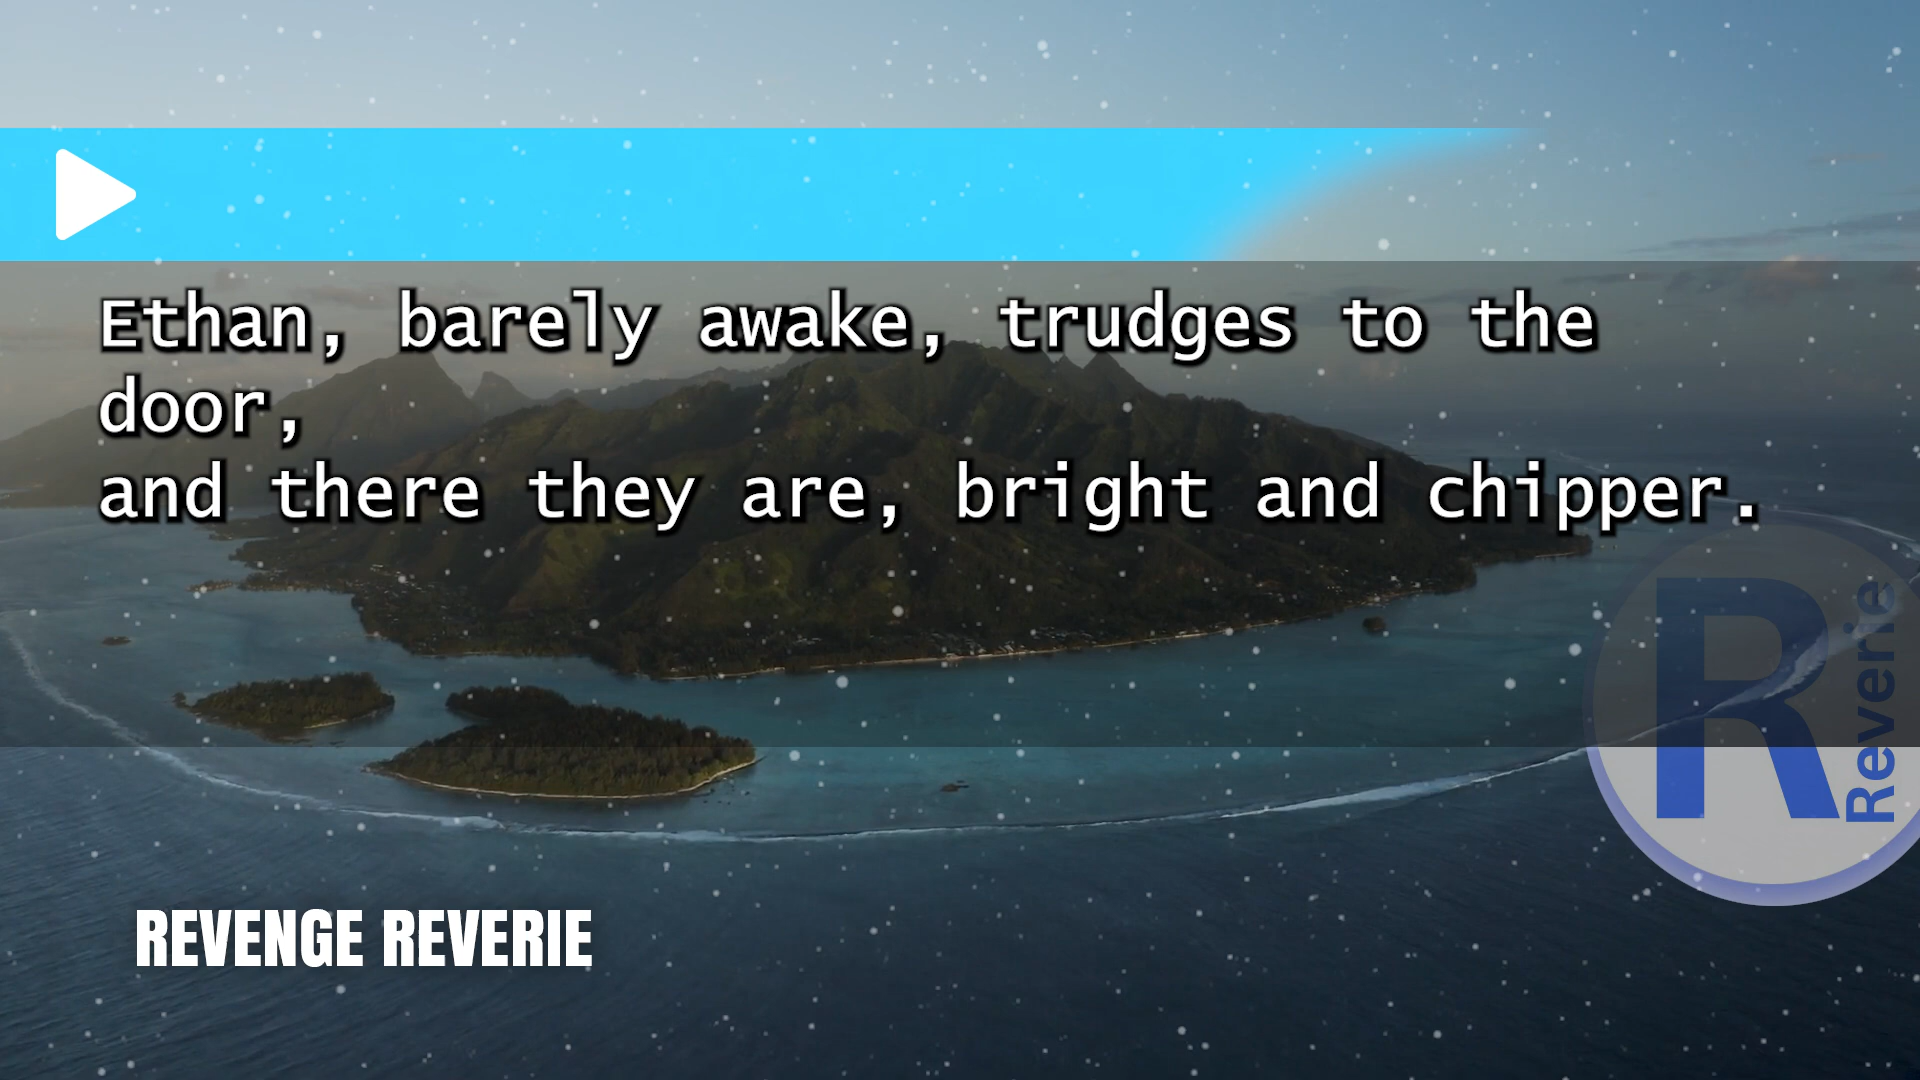 Ethan, barely awake, trudges to the
door,
and there they are, bright and chipper.
R
Reverie
REVENGE REVERIE